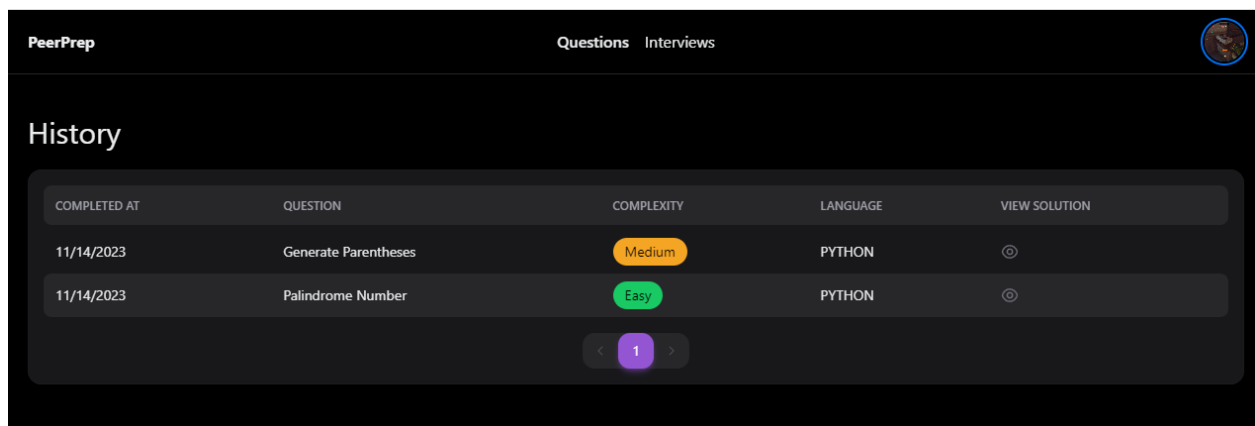 PeerPrep Questions Interviews
History
COMPLETED AT QUESTION COMPLEXITY LANGUAGE VIEW SOLUTION
11/14/2023 Generate Parentheses Medium PYTHON
11/14/2023 Palindrome Number Easy PYTHON
< 1 >